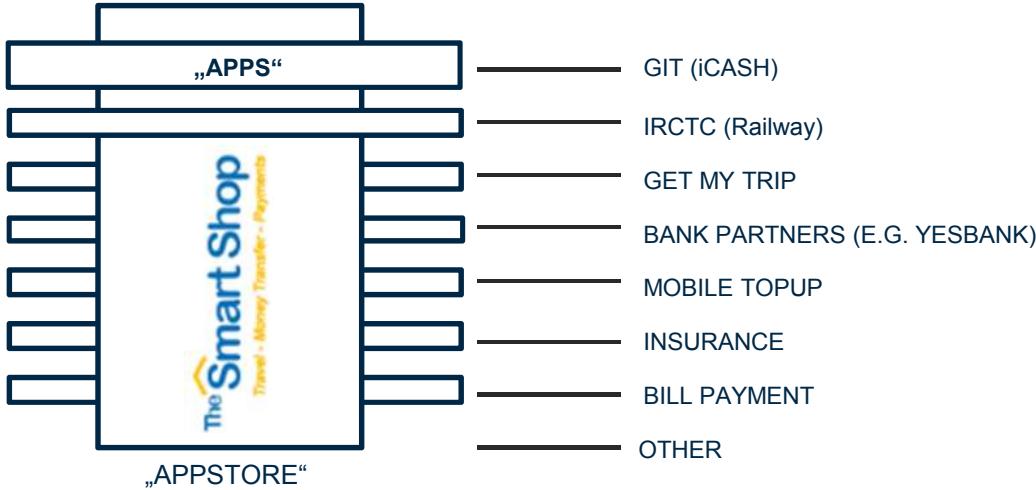 „APPS“
GIT (iCASH)
IRCTC (Railway)
GET MY TRIP
BANK PARTNERS (E.G. YESBANK)
MOBILE TOPUP
INSURANCE
BILL PAYMENT
OTHER
The Smart Shop
Travel - Money Transfer - Payments
„APPSTORE“